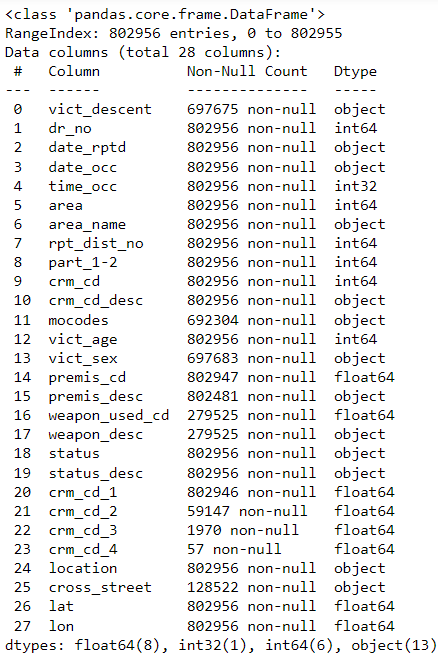 <class 'pandas.core.frame.DataFrame'>
RangeIndex: 802956 entries, 0 to 802955
Data columns (total 28 columns):
 #   Column          Non-Null Count   Dtype
---  ------          --------------   -----
 0   vict_descent    697675 non-null  object
 1   dr_no           802956 non-null  int64
 2   date_rptd       802956 non-null  object
 3   date_occ        802956 non-null  object
 4   time_occ        802956 non-null  int32
 5   area            802956 non-null  int64
 6   area_name       802956 non-null  object
 7   rpt_dist_no     802956 non-null  int64
 8   part_1-2        802956 non-null  int64
 9   crm_cd          802956 non-null  int64
 10  crm_cd_desc     802956 non-null  object
 11  mocodes         692304 non-null  object
 12  vict_age        802956 non-null  int64
 13  vict_sex        697683 non-null  object
 14  premis_cd       802947 non-null  float64
 15  premis_desc     802481 non-null  object
 16  weapon_used_cd  279525 non-null  float64
 17  weapon_desc     279525 non-null  object
 18  status          802956 non-null  object
 19  status_desc     802956 non-null  object
 20  crm_cd_1        802946 non-null  float64
 21  crm_cd_2        59147 non-null   float64
 22  crm_cd_3        1970 non-null    float64
 23  crm_cd_4        57 non-null      float64
 24  location        802956 non-null  object
 25  cross_street    128522 non-null  object
 26  lat             802956 non-null  float64
 27  lon             802956 non-null  float64
dtypes: float64(8), int32(1), int64(6), object(13)